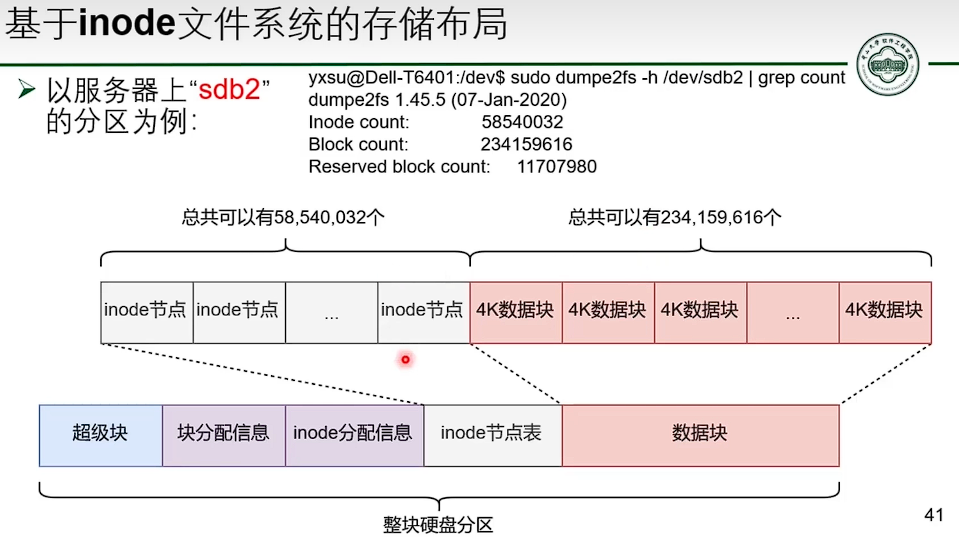 基于inode文件系统的存储布局
以服务器上“sdb2”
的分区为例：
yxsu@Dell-T6401:/dev$ sudo dumpe2fs -h /dev/sdb2 | grep count
dumpe2fs 1.45.5 (07-Jan-2020)
Inode count: 58540032
Block count: 234159616
Reserved block count: 11707980
总共可以有58,540,032个
总共可以有234,159,616个
inode节点 inode节点 ... inode节点 4K数据块 4K数据块 4K数据块 ... 4K数据块
超级块 块分配信息 inode分配信息 inode节点表 数据块
整块硬盘分区
41